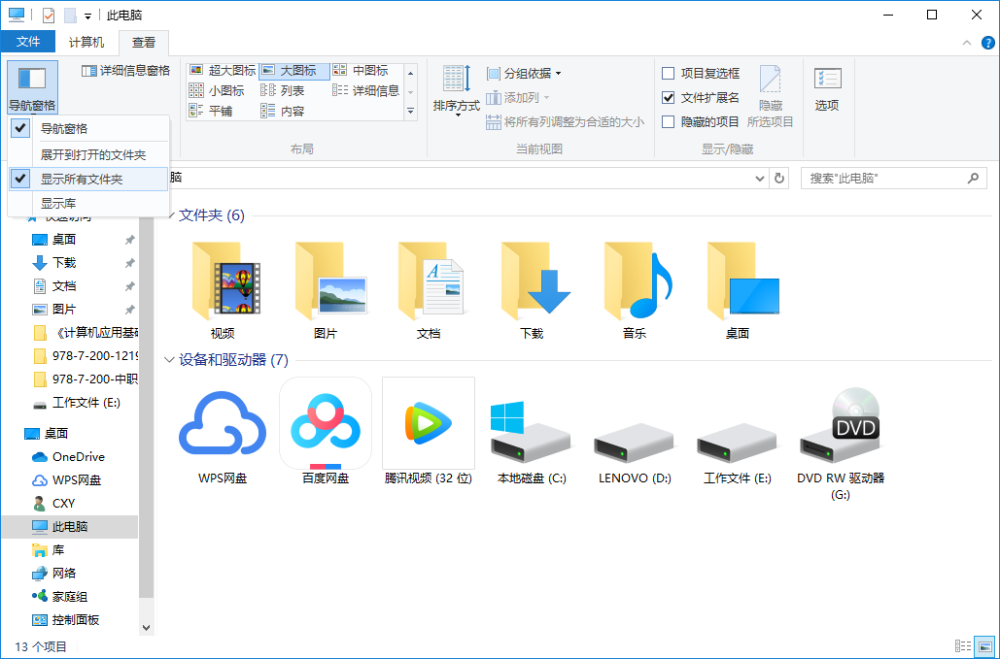 此电脑
文件 计算机 查看
导航窗格
详细信息窗格
超大图标 大图标 中图标
小图标 列表 详细信息
平铺 内容
布局
排序方式
分组依据
添加列
将所有列调整为合适的大小
当前视图
项目复选框
文件扩展名
隐藏的项目
隐藏
所选项目
显示/隐藏
选项
导航窗格
展开到打开的文件夹
显示所有文件夹
显示库
脑
搜索"此电脑"
快速访问
桌面
下载
文档
图片
《计算机应用基础
978-7-200-1219
978-7-200-中职
工作文件 (E:)
桌面
OneDrive
WPS网盘
CXY
此电脑
库
网络
家庭组
控制面板
文件夹 (6)
视频 图片 文档 下载 音乐 桌面
设备和驱动器 (7)
DVD
WPS网盘 百度网盘 腾讯视频 (32 位) 本地磁盘 (C:) LENOVO (D:) 工作文件 (E:) DVD RW 驱动器
(G:)
13 个项目